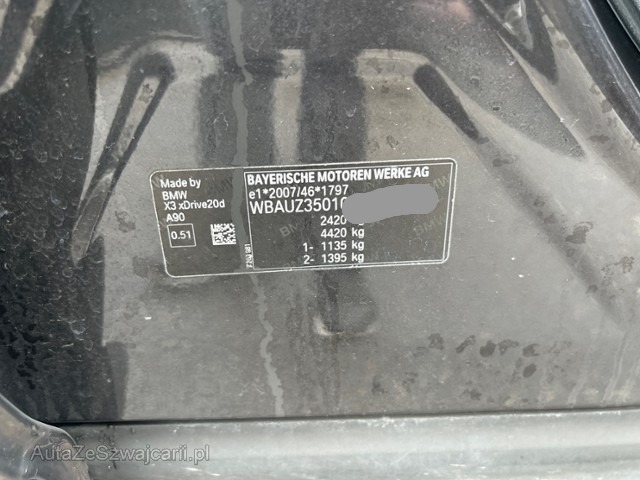 Made by
BMW
X3 xDrive20d
A90
0.51
BAYERISCHE MOTOREN WERKE AG
e1*2007/46*1797
WBAUZ35010
2420 kg
4420 kg
1- 1135 kg
2- 1395 kg
AutaZeSzwajcarii.pl